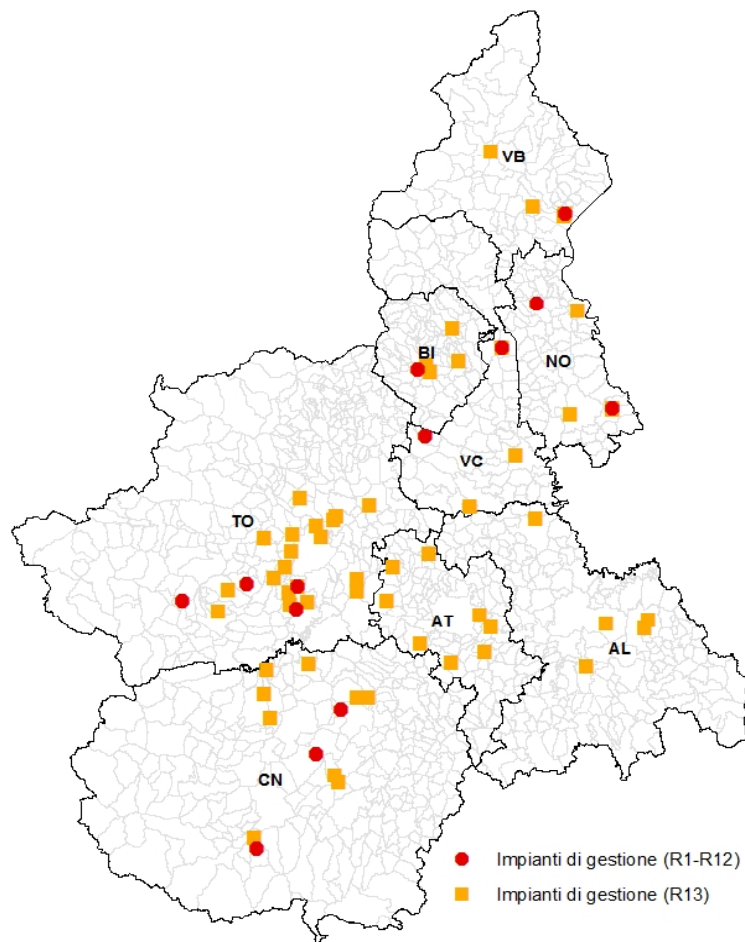 VB
BI
NO
VC
TO
AT
AL
CN
Impianti di gestione (R1-R12)
Impianti di gestione (R13)